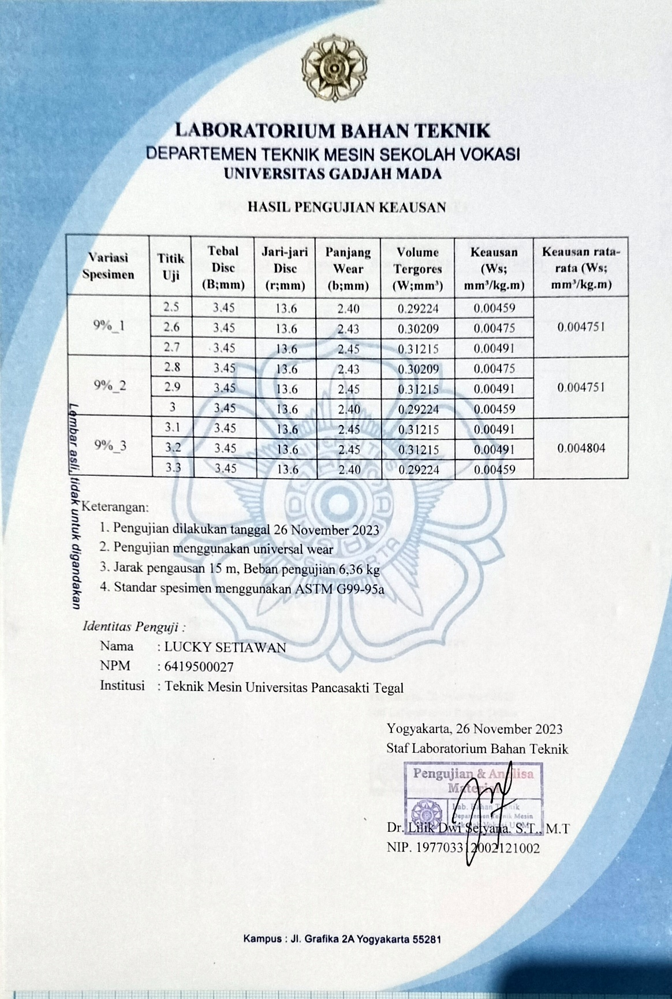 LABORATORIUM BAHAN TEKNIK
DEPARTEMEN TEKNIK MESIN SEKOLAH VOKASI
UNIVERSITAS GADJAH MADA
HASIL PENGUJIAN KEAUSAN
Variasi Spesimen | Titik Uji | Tebal Disc (B;mm) | Jari-jari Disc (r;mm) | Panjang Wear (b;mm) | Volume Tergores (W;mm³) | Keausan (Ws; mm³/kg.m) | Keausan rata-rata (Ws; mm³/kg.m)
9%_1 | 2.5 | 3.45 | 13.6 | 2.40 | 0.29224 | 0.00459 | 0.004751
2.6 | 3.45 | 13.6 | 2.43 | 0.30209 | 0.00475
2.7 | 3.45 | 13.6 | 2.45 | 0.31215 | 0.00491
9%_2 | 2.8 | 3.45 | 13.6 | 2.43 | 0.30209 | 0.00475 | 0.004751
2.9 | 3.45 | 13.6 | 2.45 | 0.31215 | 0.00491
3 | 3.45 | 13.6 | 2.40 | 0.29224 | 0.00459
9%_3 | 3.1 | 3.45 | 13.6 | 2.45 | 0.31215 | 0.00491 | 0.004804
3.2 | 3.45 | 13.6 | 2.45 | 0.31215 | 0.00491
3.3 | 3.45 | 13.6 | 2.40 | 0.29224 | 0.00459
Lembar asli, tidak untuk digandakan
Keterangan:
1. Pengujian dilakukan tanggal 26 November 2023
2. Pengujian menggunakan universal wear
3. Jarak pengausan 15 m, Beban pengujian 6,36 kg
4. Standar spesimen menggunakan ASTM G99-95a
Identitas Penguji :
Nama : LUCKY SETIAWAN
NPM : 6419500027
Institusi : Teknik Mesin Universitas Pancasakti Tegal
Yogyakarta, 26 November 2023
Staf Laboratorium Bahan Teknik
Pengujian & Analisa
Material
Lab. Bahan Teknik
Departemen Teknik Mesin
Sekolah Vokasi UGM
Dr. Lilik Dwi Setyana. S.T., M.T
NIP. 197703312002121002
Kampus : Jl. Grafika 2A Yogyakarta 55281